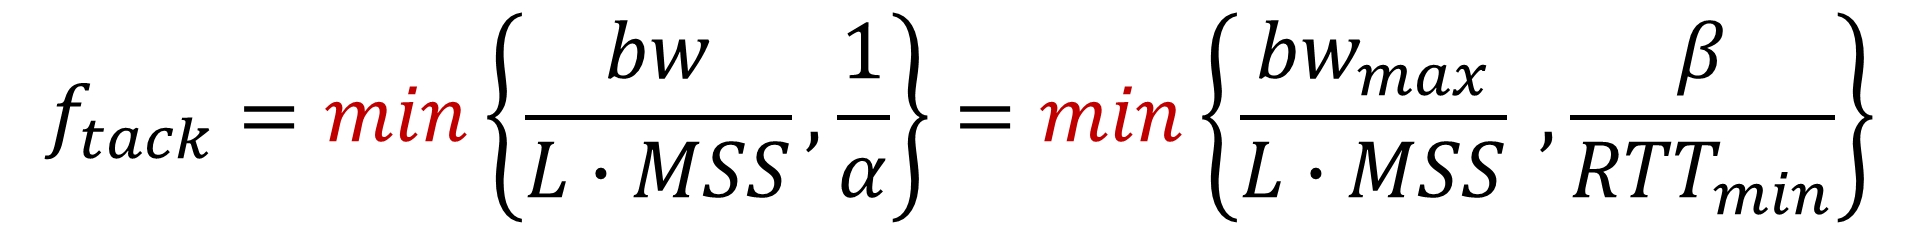 f_tack = min { bw / (L · MSS) , 1 / α } = min { bw_max / (L · MSS) , β / RTT_min }